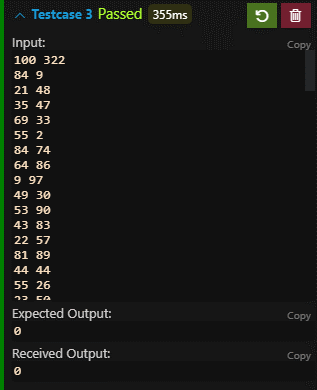 Testcase 3 Passed 355ms
Input:
Copy
100 322
84 9
21 48
35 47
69 33
55 2
84 74
64 86
9 97
49 30
53 90
43 83
22 57
81 89
44 44
55 26
23 50
Expected Output:
Copy
0
Received Output:
Copy
0